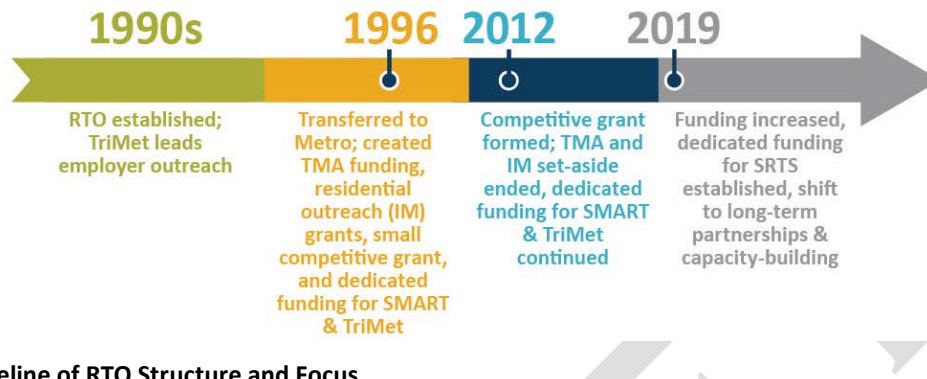 1990s
1996
2012
2019
RTO established;
TriMet leads
employer outreach
Transferred to
Metro; created
TMA funding,
residential
outreach (IM)
grants, small
competitive grant,
and dedicated
funding for SMART
& TriMet
Competitive grant
formed; TMA and
IM set-aside
ended, dedicated
funding for SMART
& TriMet
continued
Funding increased,
dedicated funding
for SRTS
established, shift
to long-term
partnerships &
capacity-building
of RTO Structure and Focus